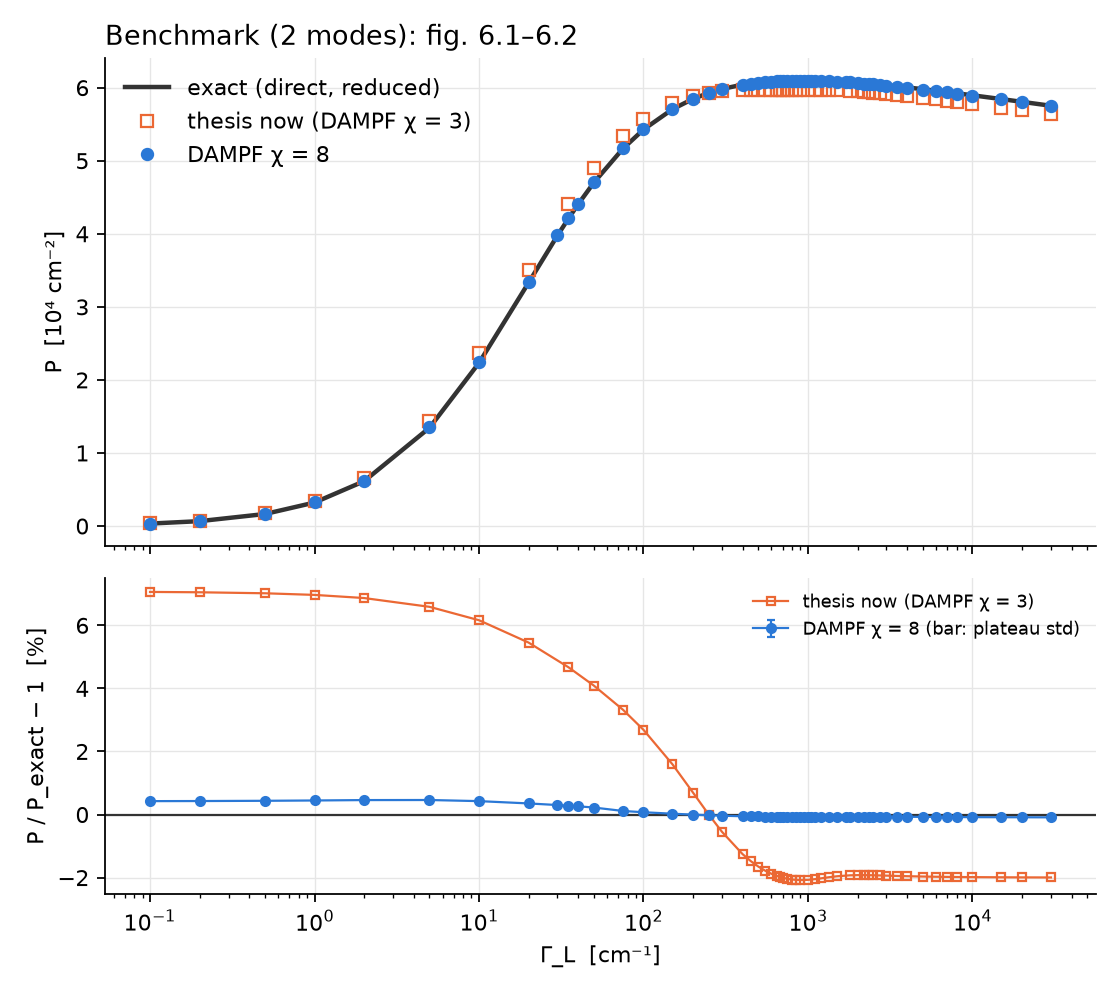 Benchmark (2 modes): fig. 6.1–6.2
exact (direct, reduced)
thesis now (DAMPF χ = 3)
DAMPF χ = 8
P [10⁴ cm⁻²]
6
5
4
3
2
1
0
thesis now (DAMPF χ = 3)
DAMPF χ = 8 (bar: plateau std)
P / P_exact − 1 [%]
6
4
2
0
−2
10⁻¹ 10⁰ 10¹ 10² 10³ 10⁴
Γ_L [cm⁻¹]